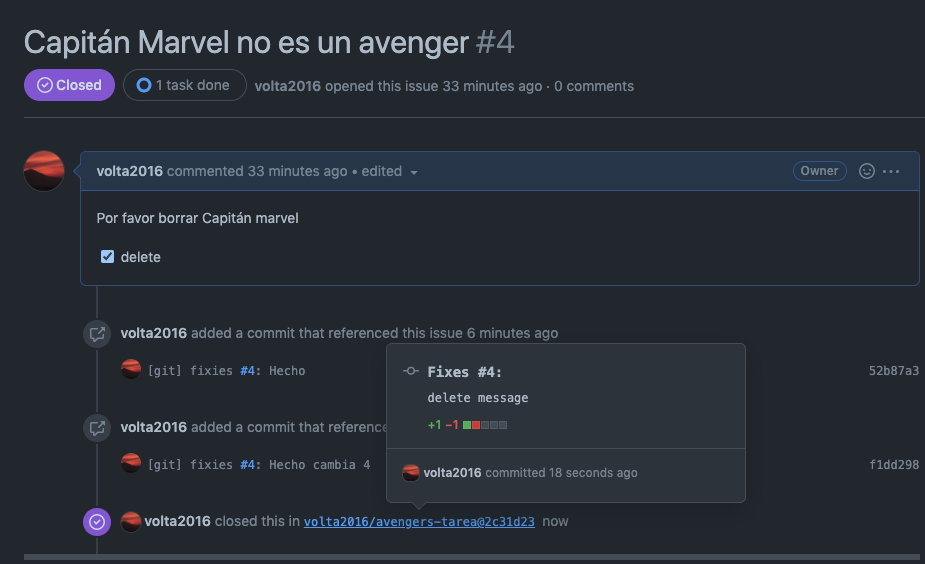 Capitán Marvel no es un avenger #4
Closed
1 task done
volta2016 opened this issue 33 minutes ago · 0 comments
volta2016 commented 33 minutes ago • edited
Owner
Por favor borrar Capitán marvel
delete
volta2016 added a commit that referenced this issue 6 minutes ago
[git] fixies #4: Hecho
52b87a3
Fixes #4:
delete message
+1 −1
volta2016 committed 18 seconds ago
volta2016 added a commit that reference
[git] fixies #4: Hecho cambia 4
f1dd298
volta2016 closed this in volta2016/avengers-tarea@2c31d23 now